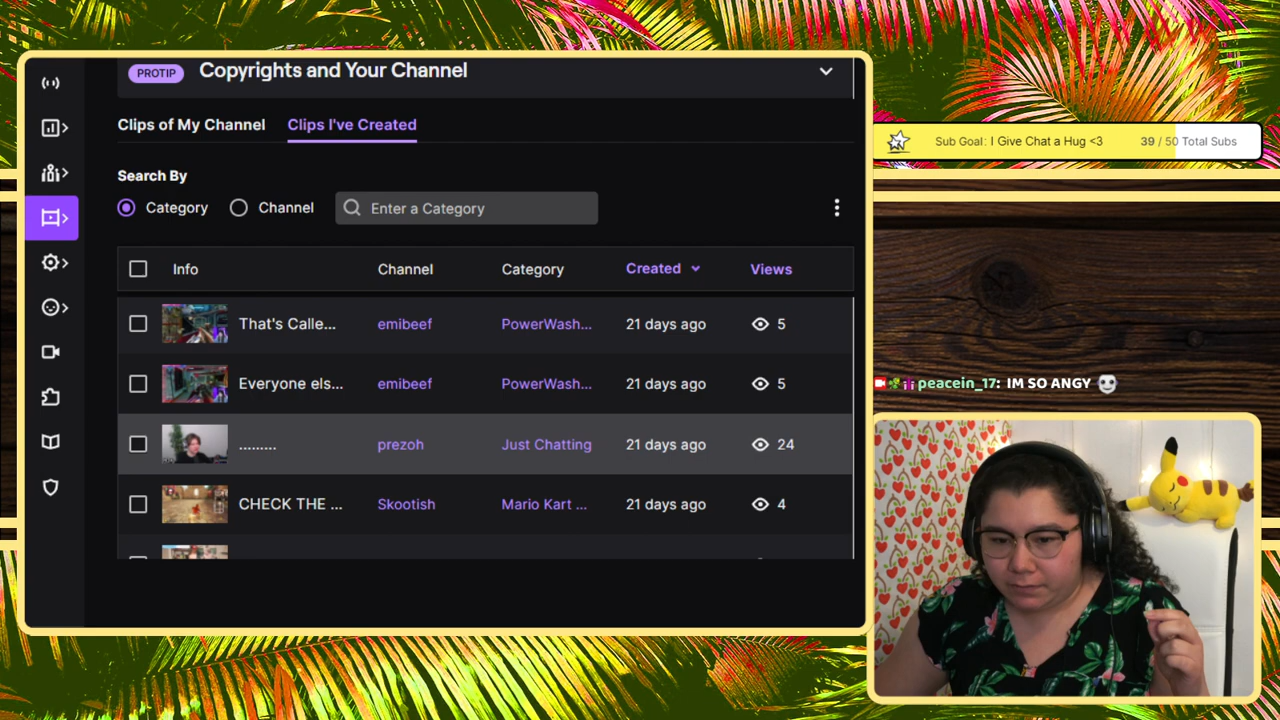 PROTIP Copyrights and Your Channel
Clips of My Channel Clips I've Created
Search By
Category Channel Enter a Category
Info Channel Category Created Views
That's Calle... emibeef PowerWash... 21 days ago 5
Everyone els... emibeef PowerWash... 21 days ago 5
......... prezoh Just Chatting 21 days ago 24
CHECK THE ... Skootish Mario Kart ... 21 days ago 4
Sub Goal: I Give Chat a Hug <3 39 / 50 Total Subs
peacein_17: IM SO ANGY